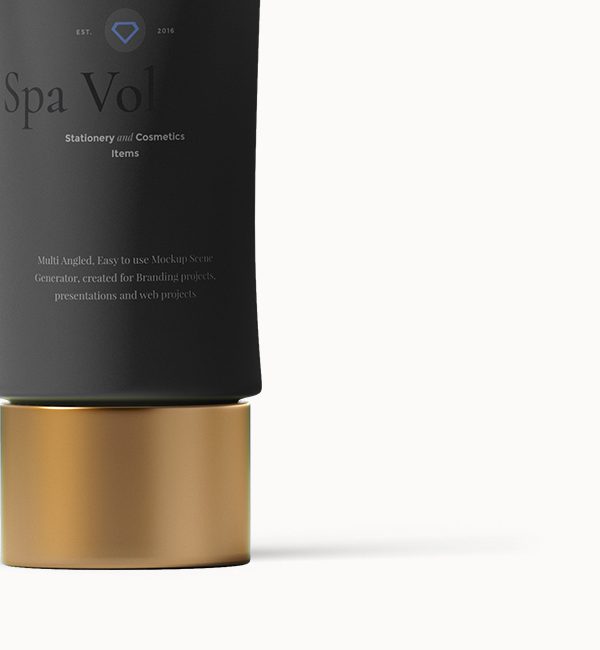 EST. 2016
Spa Vol
Stationery and Cosmetics
Items
Multi Angled, Easy to use Mockup Scene
Generator, created for Branding projects,
presentations and web projects